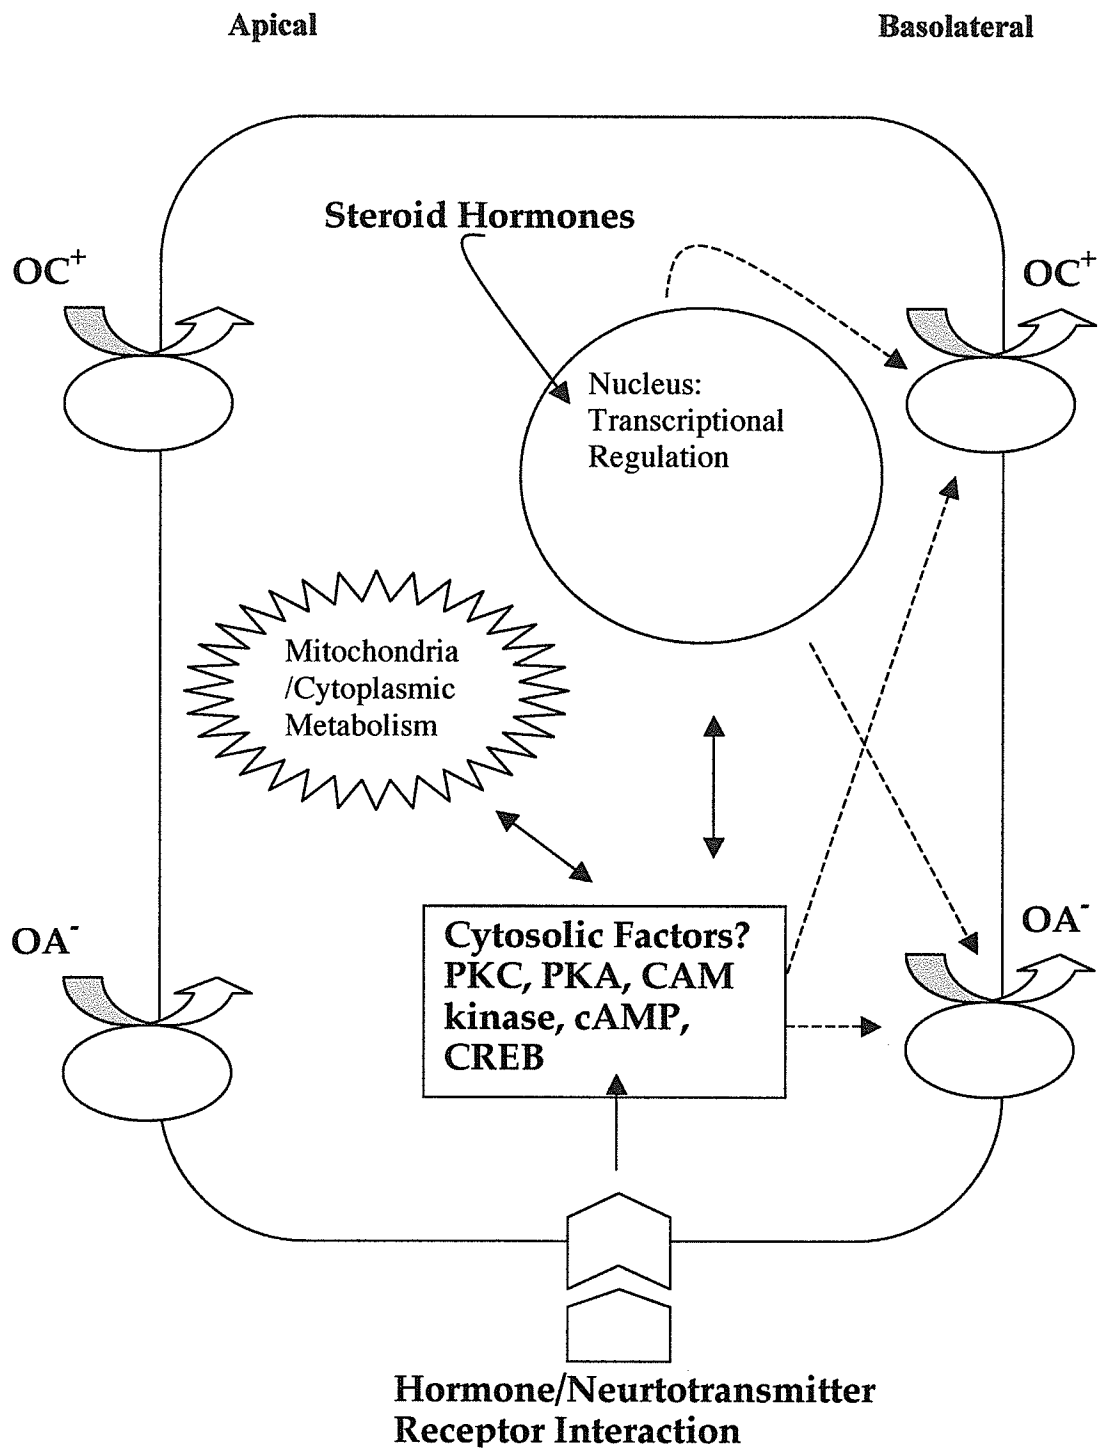 Apical
Basolateral
Steroid Hormones
OC⁺
OC⁺
Nucleus:
Transcriptional
Regulation
Mitochondria
/Cytoplasmic
Metabolism
OA⁻
OA⁻
Cytosolic Factors?
PKC, PKA, CAM
kinase, cAMP,
CREB
Hormone/Neurtotransmitter
Receptor Interaction